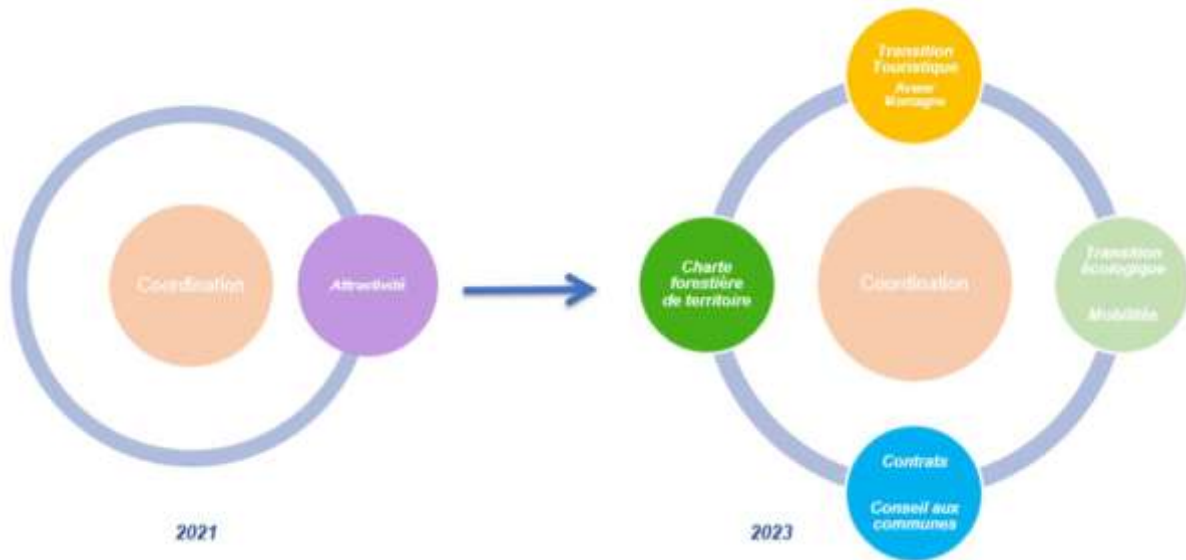 Coordination
Attractivité
2021
Transition
Touristique
Avenir
Montagne
Charte
forestière
de territoire
Coordination
Transition
écologique
Mobilités
Contrats
Conseil aux
communes
2023